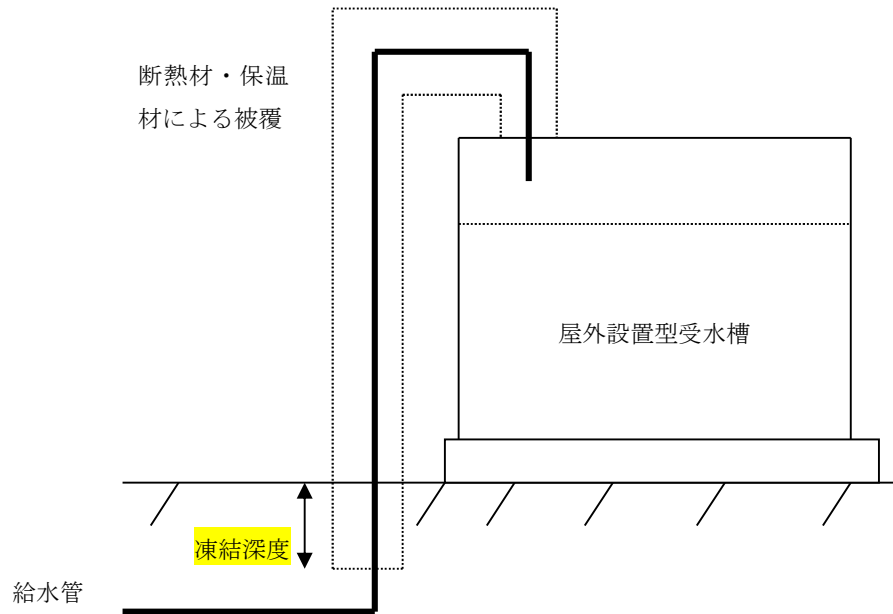 断熱材・保温
材による被覆
屋外設置型受水槽
凍結深度
給水管